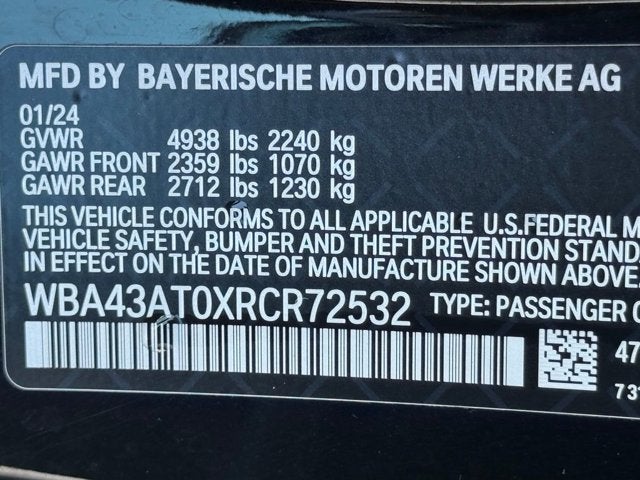 MFD BY BAYERISCHE MOTOREN WERKE AG
01/24
GVWR 4938 lbs 2240 kg
GAWR FRONT 2359 lbs 1070 kg
GAWR REAR 2712 lbs 1230 kg
THIS VEHICLE CONFORMS TO ALL APPLICABLE U.S.FEDERAL M
VEHICLE SAFETY, BUMPER AND THEFT PREVENTION STAND
IN EFFECT ON THE DATE OF MANUFACTURE SHOWN ABOVE.
WBA43AT0XRCR72532 TYPE: PASSENGER C
47
731